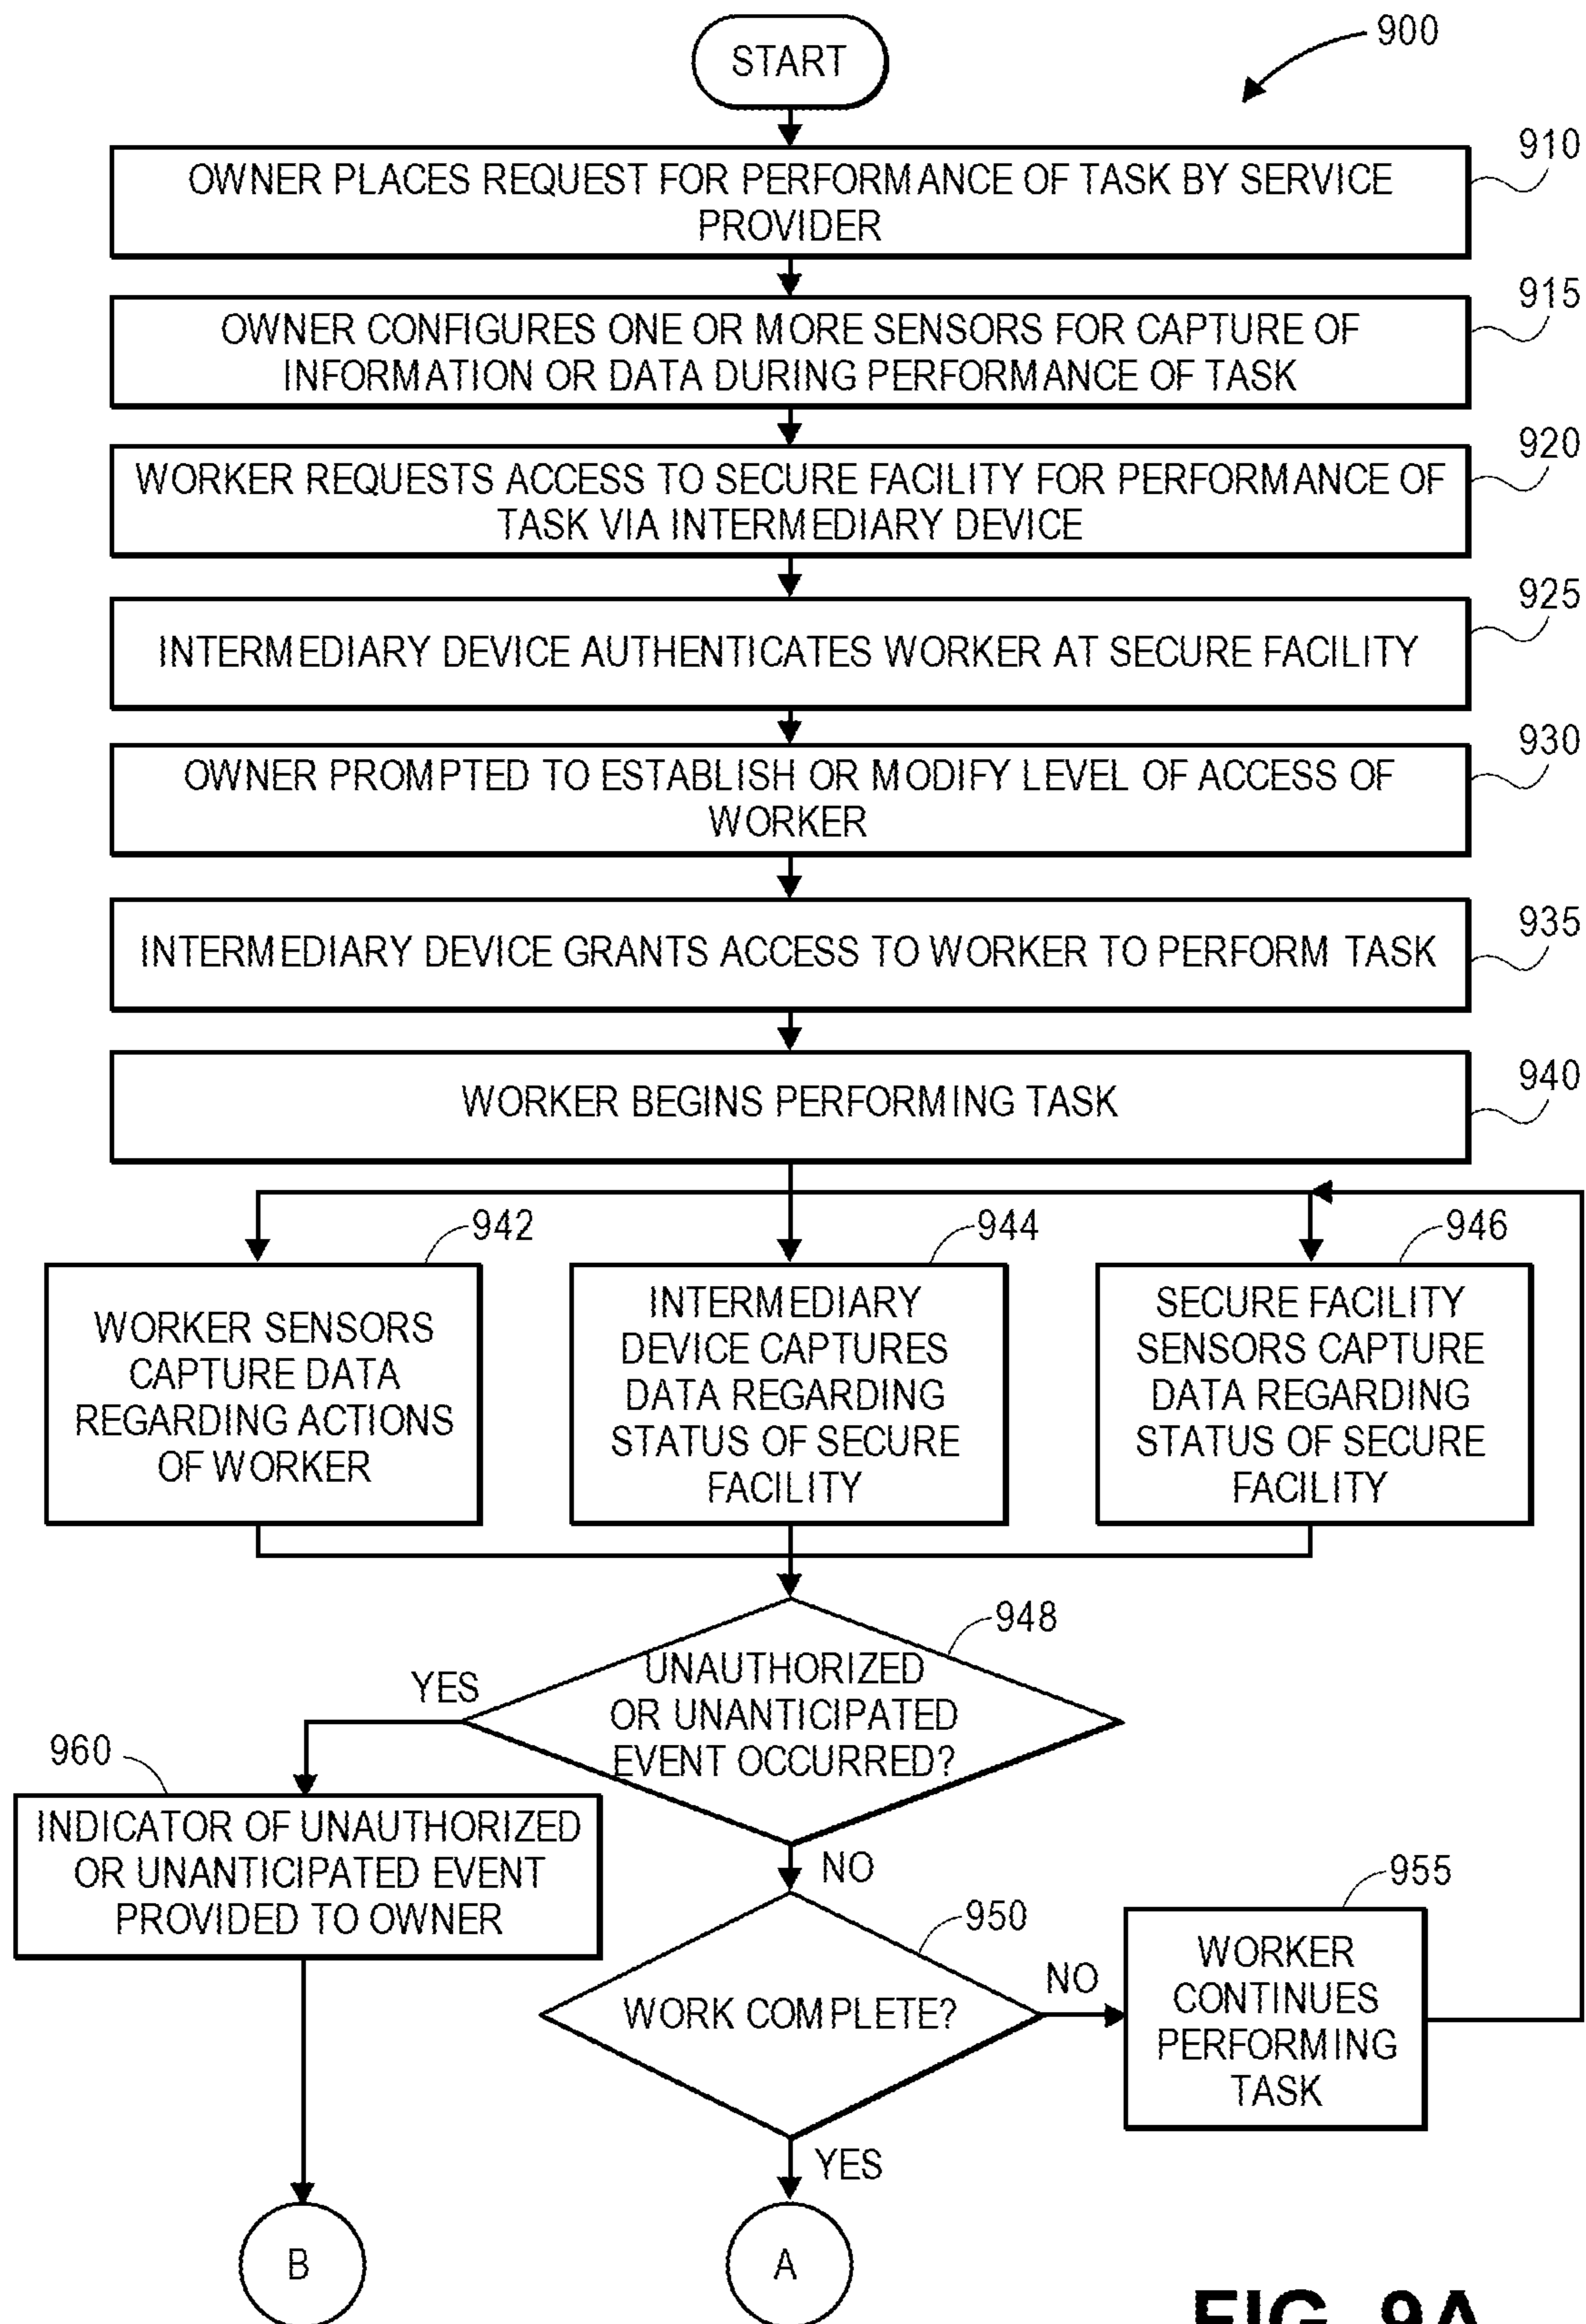 START
900
OWNER PLACES REQUEST FOR PERFORMANCE OF TASK BY SERVICE
PROVIDER
910
OWNER CONFIGURES ONE OR MORE SENSORS FOR CAPTURE OF
INFORMATION OR DATA DURING PERFORMANCE OF TASK
915
WORKER REQUESTS ACCESS TO SECURE FACILITY FOR PERFORMANCE OF
TASK VIA INTERMEDIARY DEVICE
920
INTERMEDIARY DEVICE AUTHENTICATES WORKER AT SECURE FACILITY
925
OWNER PROMPTED TO ESTABLISH OR MODIFY LEVEL OF ACCESS OF
WORKER
930
INTERMEDIARY DEVICE GRANTS ACCESS TO WORKER TO PERFORM TASK
935
WORKER BEGINS PERFORMING TASK
940
942
WORKER SENSORS
CAPTURE DATA
REGARDING ACTIONS
OF WORKER
944
INTERMEDIARY
DEVICE CAPTURES
DATA REGARDING
STATUS OF SECURE
FACILITY
946
SECURE FACILITY
SENSORS CAPTURE
DATA REGARDING
STATUS OF SECURE
FACILITY
948
UNAUTHORIZED
OR UNANTICIPATED
EVENT OCCURRED?
YES
960
INDICATOR OF UNAUTHORIZED
OR UNANTICIPATED EVENT
PROVIDED TO OWNER
NO
950
WORK COMPLETE?
NO
955
WORKER
CONTINUES
PERFORMING
TASK
YES
B
A
FIG. 9A